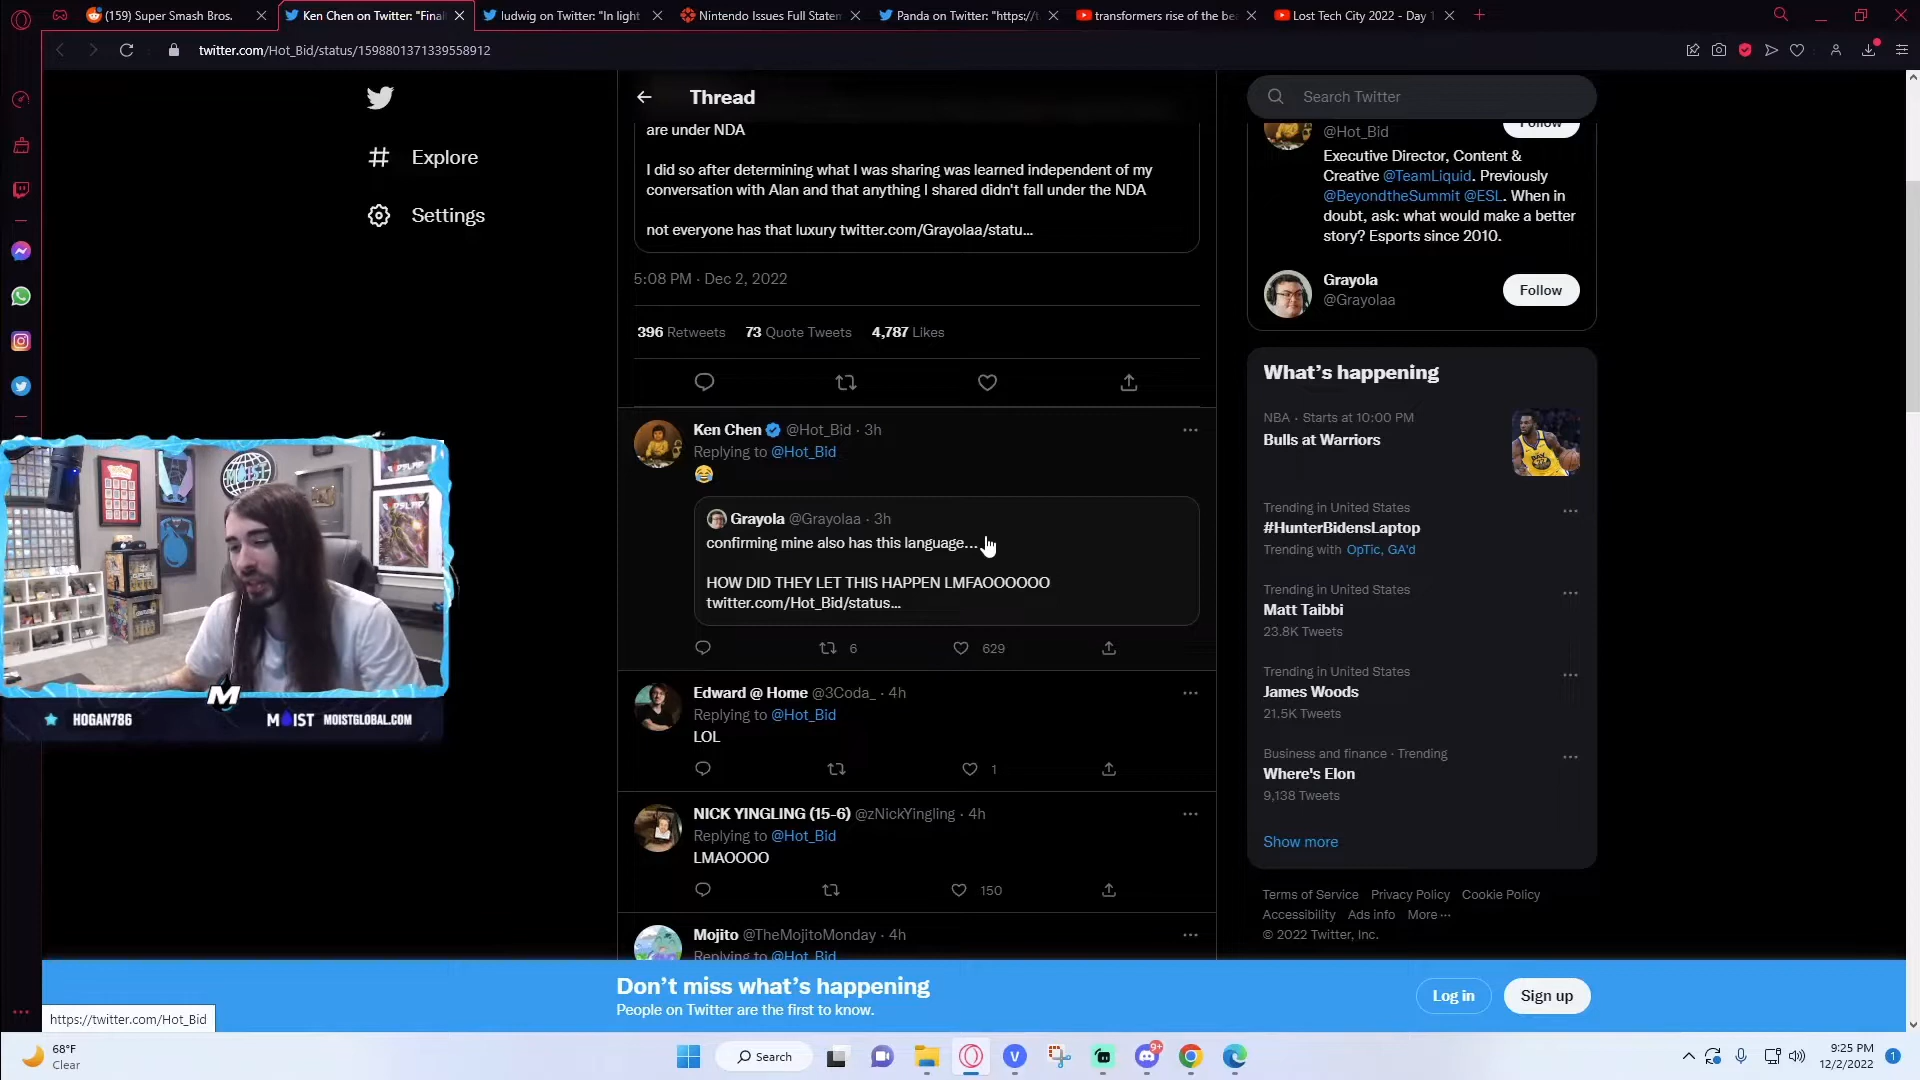 (159) Super Smash Bros.
Ken Chen on Twitter: "Final
ludwig on Twitter: "In light
Nintendo Issues Full Statem
Panda on Twitter: "https://t.
transformers rise of the bea
Lost Tech City 2022 - Day 1
twitter.com/Hot_Bid/status/1598801371339558912
Explore
Settings
Thread
are under NDA
I did so after determining what I was sharing was learned independent of my
conversation with Alan and that anything I shared didn't fall under the NDA
not everyone has that luxury twitter.com/Grayolaa/statu...
5:08 PM · Dec 2, 2022
396 Retweets 73 Quote Tweets 4,787 Likes
Ken Chen @Hot_Bid · 3h
Replying to @Hot_Bid
😂
Grayola @Grayolaa · 3h
confirming mine also has this language...
HOW DID THEY LET THIS HAPPEN LMFAOOOOOO
twitter.com/Hot_Bid/status...
6 629
Edward @ Home @3Coda_ · 4h
Replying to @Hot_Bid
LOL
1
NICK YINGLING (15-6) @zNickYingling · 4h
Replying to @Hot_Bid
LMAOOOO
150
Mojito @TheMojitoMonday · 4h
Replying to @Hot_Bid
Search Twitter
@Hot_Bid
Follow
Executive Director, Content &
Creative @TeamLiquid. Previously
@BeyondtheSummit @ESL. When in
doubt, ask: what would make a better
story? Esports since 2010.
Grayola
@Grayolaa
Follow
What's happening
NBA · Starts at 10:00 PM
Bulls at Warriors
Trending in United States
#HunterBidensLaptop
Trending with OpTic, GA'd
Trending in United States
Matt Taibbi
23.8K Tweets
Trending in United States
James Woods
21.5K Tweets
Business and finance · Trending
Where's Elon
9,138 Tweets
Show more
Terms of Service Privacy Policy Cookie Policy
Accessibility Ads info More ···
© 2022 Twitter, Inc.
MOIST
M
HOGAN786
MOIST MOISTGLOBAL.COM
Don't miss what's happening
People on Twitter are the first to know.
Log in
Sign up
https://twitter.com/Hot_Bid
68°F
Clear
Search
V
9+
9:25 PM
12/2/2022
1